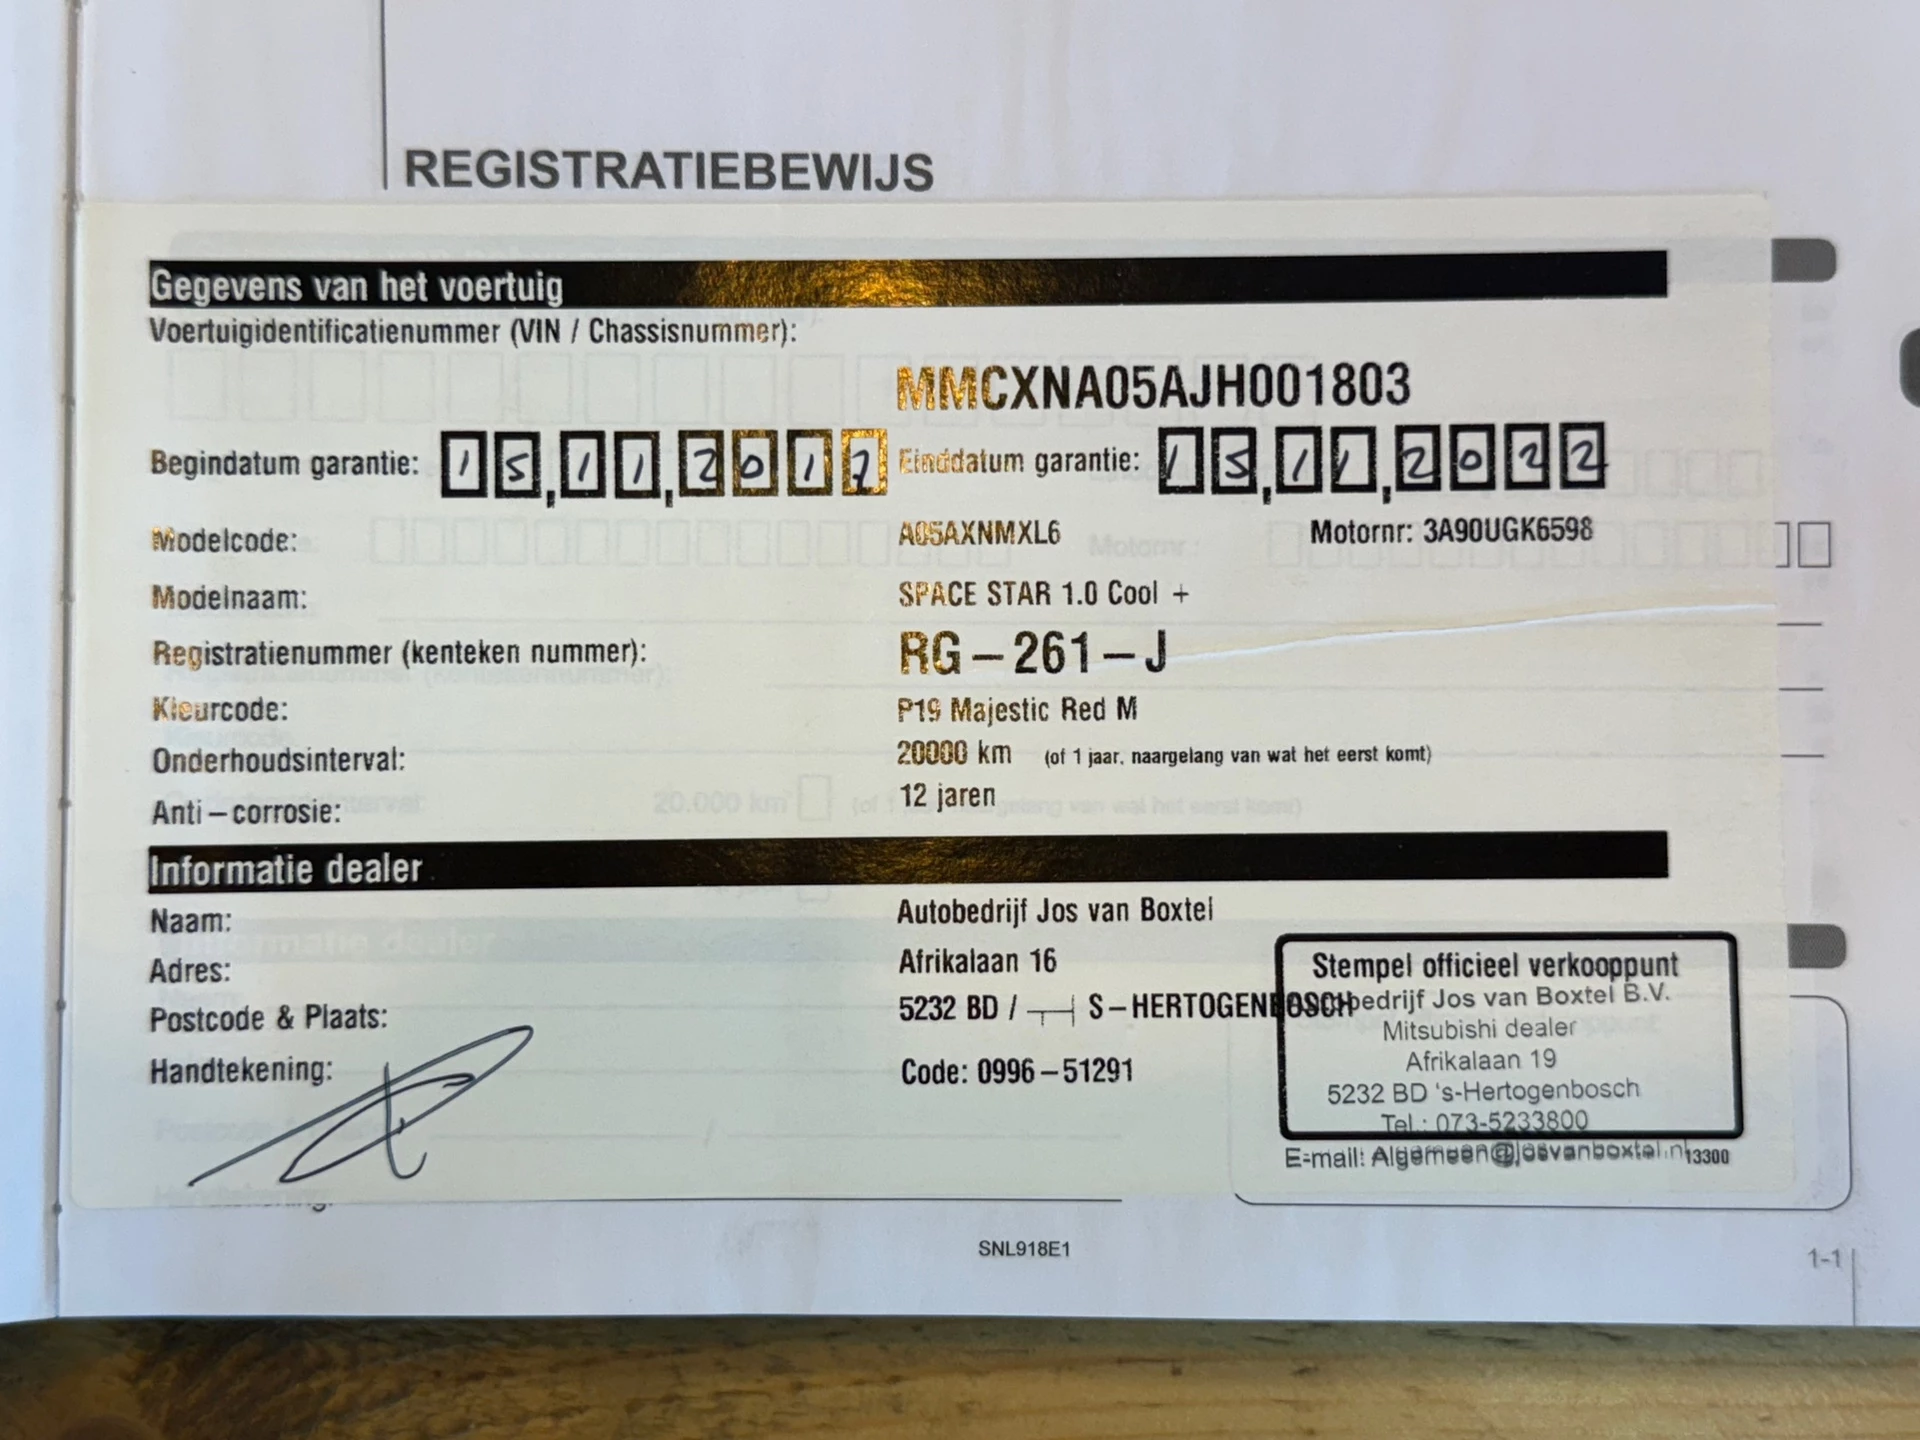 REGISTRATIEBEWIJS
Gegevens van het voertuig
Voertuigidentificatienummer (VIN / Chassisnummer):
MMCXNA05AJH001803
Begindatum garantie: 15,11,2017 Einddatum garantie: 15,11,2022
Modelcode: A05AXNMXL6 Motornr: 3A90UGK6598
Modelnaam: SPACE STAR 1.0 Cool +
Registratienummer (kenteken nummer): RG-261-J
Kleurcode: P19 Majestic Red M
Onderhoudsinterval: 20000 km (of 1 jaar, naargelang van wat het eerst komt)
Anti-corrosie: 12 jaren
Informatie dealer
Naam: Autobedrijf Jos van Boxtel
Adres: Afrikalaan 16
Postcode & Plaats: 5232 BD / S-HERTOGENBOSCH
Handtekening: Code: 0996-51291
Stempel officieel verkooppunt
bedrijf Jos van Boxtel B.V.
Mitsubishi dealer
Afrikalaan 19
5232 BD 's-Hertogenbosch
Tel.: 073-5233800
E-mail: Algemeen@josvanboxtel.nl
13300
SNL918E1
1-1